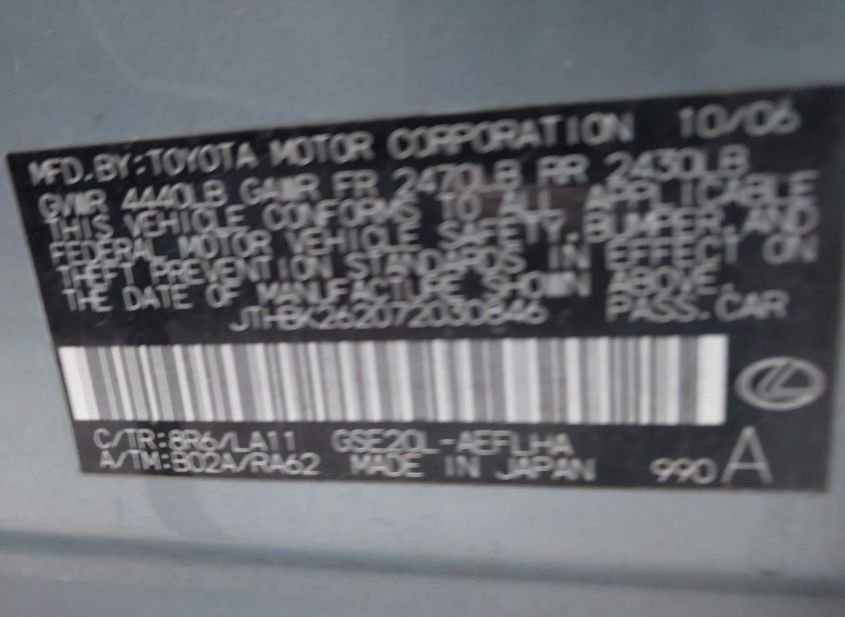 MFD. BY: TOYOTA MOTOR CORPORATION 10/06
GVWR 4440LB GAWR FR 2470LB RR 2430LB
THIS VEHICLE CONFORMS TO ALL APPLICABLE
FEDERAL MOTOR VEHICLE SAFETY, BUMPER, AND
THEFT PREVENTION STANDARDS IN EFFECT ON
THE DATE OF MANUFACTURE SHOWN ABOVE.
JTHBK262072030846 PASS. CAR
C/TR: 8R6/LA11 GSE20L-AEFLHA
A/TM: B02A/RA62 MADE IN JAPAN 990 A